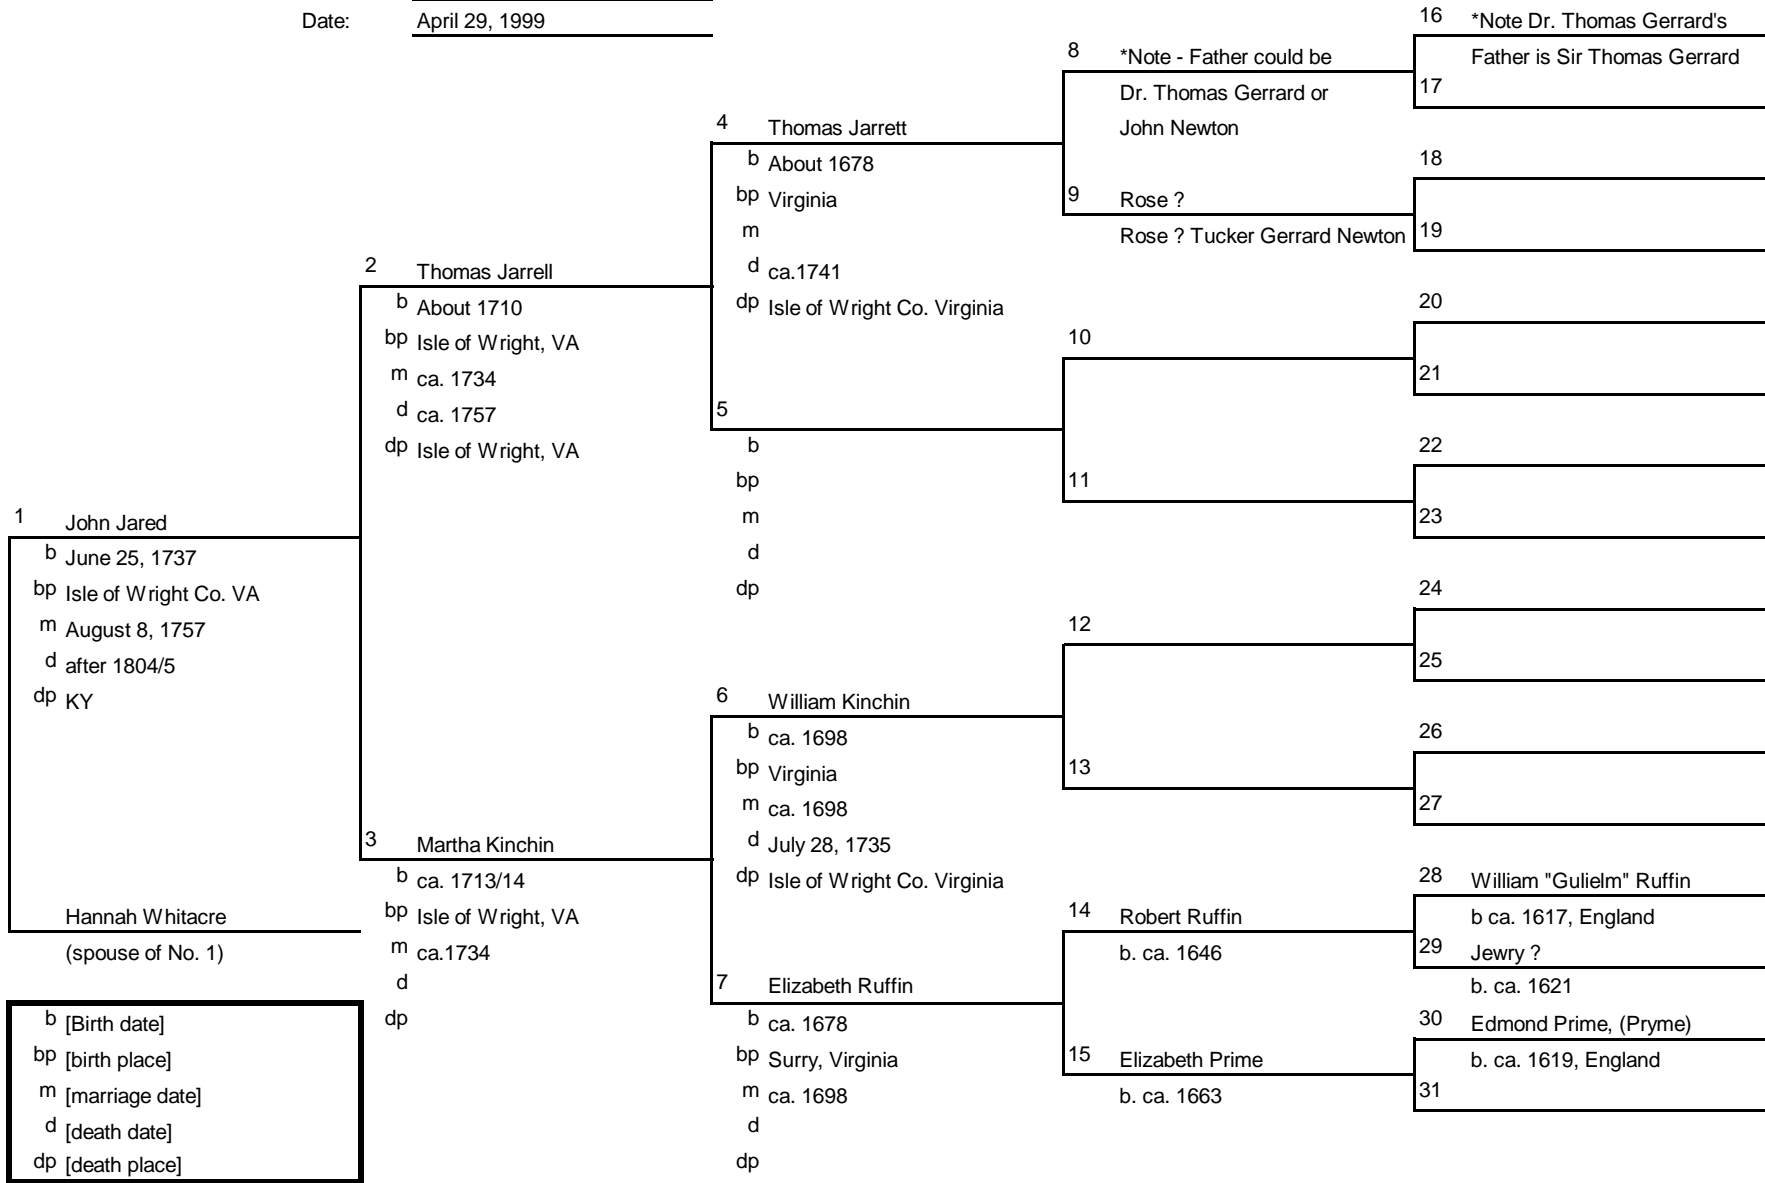 Date: April 29, 1999
1 John Jared
b June 25, 1737
bp Isle of Wright Co. VA
m August 8, 1757
d after 1804/5
dp KY
Hannah Whitacre
(spouse of No. 1)
b [Birth date]
bp [birth place]
m [marriage date]
d [death date]
dp [death place]
2 Thomas Jarrell
b About 1710
bp Isle of Wright, VA
m ca. 1734
d ca. 1757
dp Isle of Wright, VA
3 Martha Kinchin
b ca. 1713/14
bp Isle of Wright, VA
m ca.1734
d
dp
4 Thomas Jarrett
b About 1678
bp Virginia
m
d ca.1741
dp Isle of Wright Co. Virginia
5
b
bp
m
d
dp
6 William Kinchin
b ca. 1698
bp Virginia
m ca. 1698
d July 28, 1735
dp Isle of Wright Co. Virginia
7 Elizabeth Ruffin
b ca. 1678
bp Surry, Virginia
m ca. 1698
d
dp
8 *Note - Father could be
Dr. Thomas Gerrard or
John Newton
9 Rose ?
Rose ? Tucker Gerrard Newton
10
11
12
13
14 Robert Ruffin
b. ca. 1646
15 Elizabeth Prime
b. ca. 1663
16 *Note Dr. Thomas Gerrard's
Father is Sir Thomas Gerrard
17
18
19
20
21
22
23
24
25
26
27
28 William "Gulielm" Ruffin
b ca. 1617, England
29 Jewry ?
b. ca. 1621
30 Edmond Prime, (Pryme)
b. ca. 1619, England
31